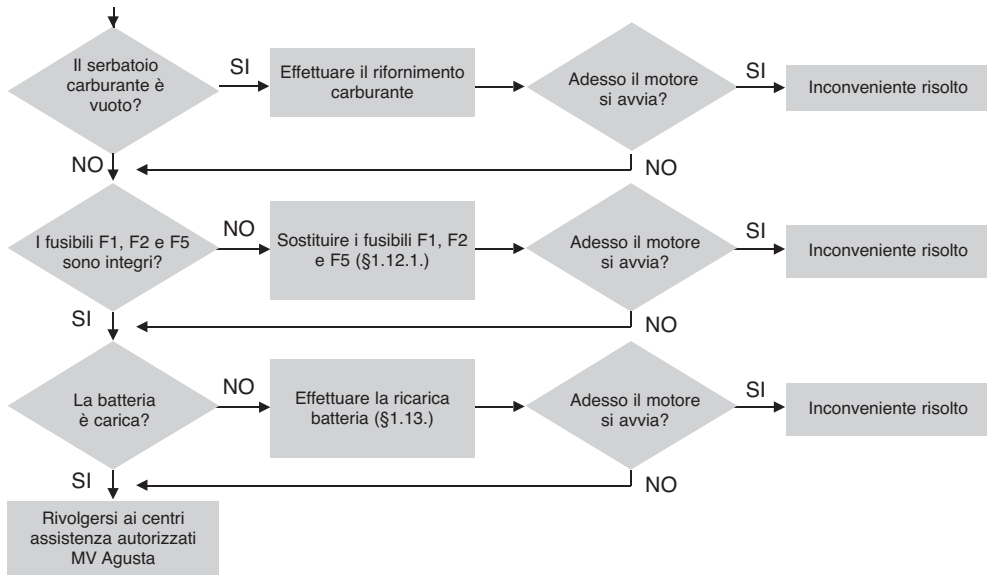 Il serbatoio
carburante è
vuoto?
SI
Effettuare il rifornimento
carburante
Adesso il motore
si avvia?
SI
Inconveniente risolto
NO
NO
I fusibili F1, F2 e F5
sono integri?
NO
Sostituire i fusibili F1, F2
e F5 (§1.12.1.)
Adesso il motore
si avvia?
SI
Inconveniente risolto
SI
NO
La batteria
è carica?
NO
Effettuare la ricarica
batteria (§1.13.)
Adesso il motore
si avvia?
SI
Inconveniente risolto
SI
NO
Rivolgersi ai centri
assistenza autorizzati
MV Agusta